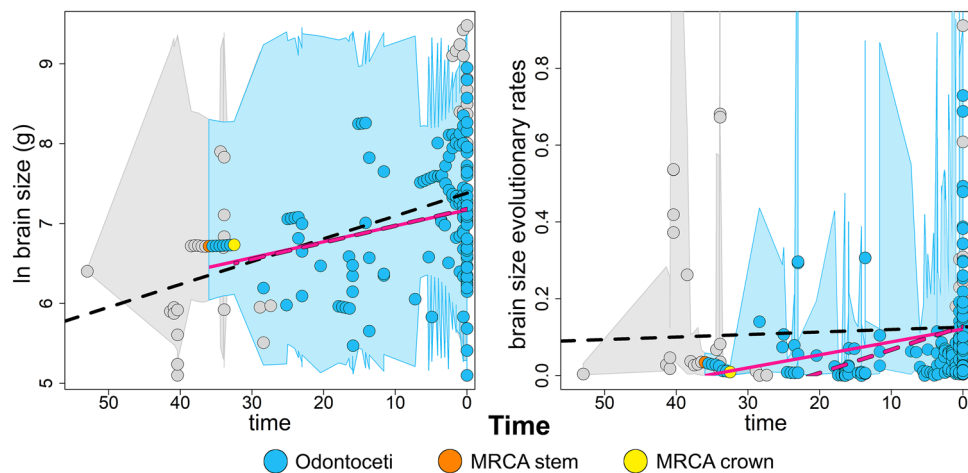 ln brain size (g)
9
8
7
6
5
50 40 30 20 10 0
time
brain size evolutionary rates
0.8
0.6
0.4
0.2
0.0
50 40 30 20 10 0
time
Time
Odontoceti MRCA stem MRCA crown